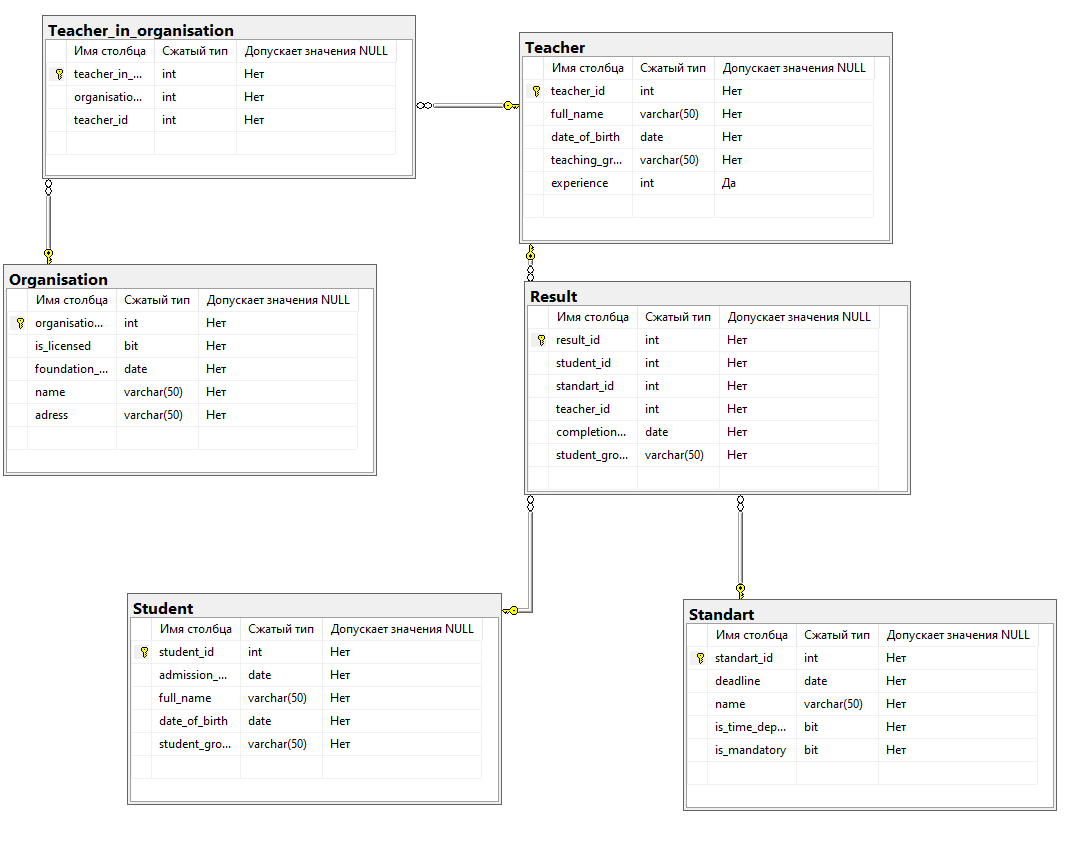 Teacher_in_organisation
Имя столбца Сжатый тип Допускает значения NULL
teacher_in_... int Нет
organisatio... int Нет
teacher_id int Нет
Teacher
Имя столбца Сжатый тип Допускает значения NULL
teacher_id int Нет
full_name varchar(50) Нет
date_of_birth date Нет
teaching_gr... varchar(50) Нет
experience int Да
Organisation
Имя столбца Сжатый тип Допускает значения NULL
organisatio... int Нет
is_licensed bit Нет
foundation_... date Нет
name varchar(50) Нет
adress varchar(50) Нет
Result
Имя столбца Сжатый тип Допускает значения NULL
result_id int Нет
student_id int Нет
standart_id int Нет
teacher_id int Нет
completion... date Нет
student_gro... varchar(50) Нет
Student
Имя столбца Сжатый тип Допускает значения NULL
student_id int Нет
admission_... date Нет
full_name varchar(50) Нет
date_of_birth date Нет
student_gro... varchar(50) Нет
Standart
Имя столбца Сжатый тип Допускает значения NULL
standart_id int Нет
deadline date Нет
name varchar(50) Нет
is_time_dep... bit Нет
is_mandatory bit Нет